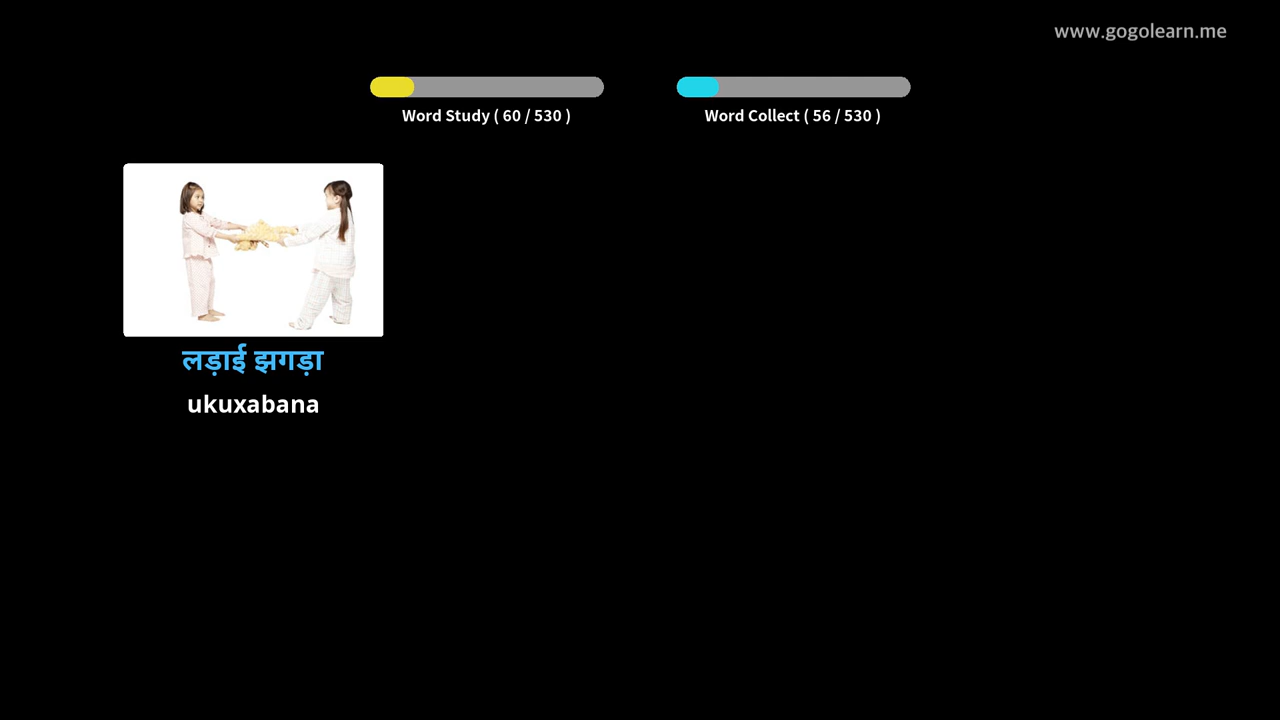 www.gogolearn.me
Word Study ( 60 / 530 )
Word Collect ( 56 / 530 )
लड़ाई झगड़ा
ukuxabana